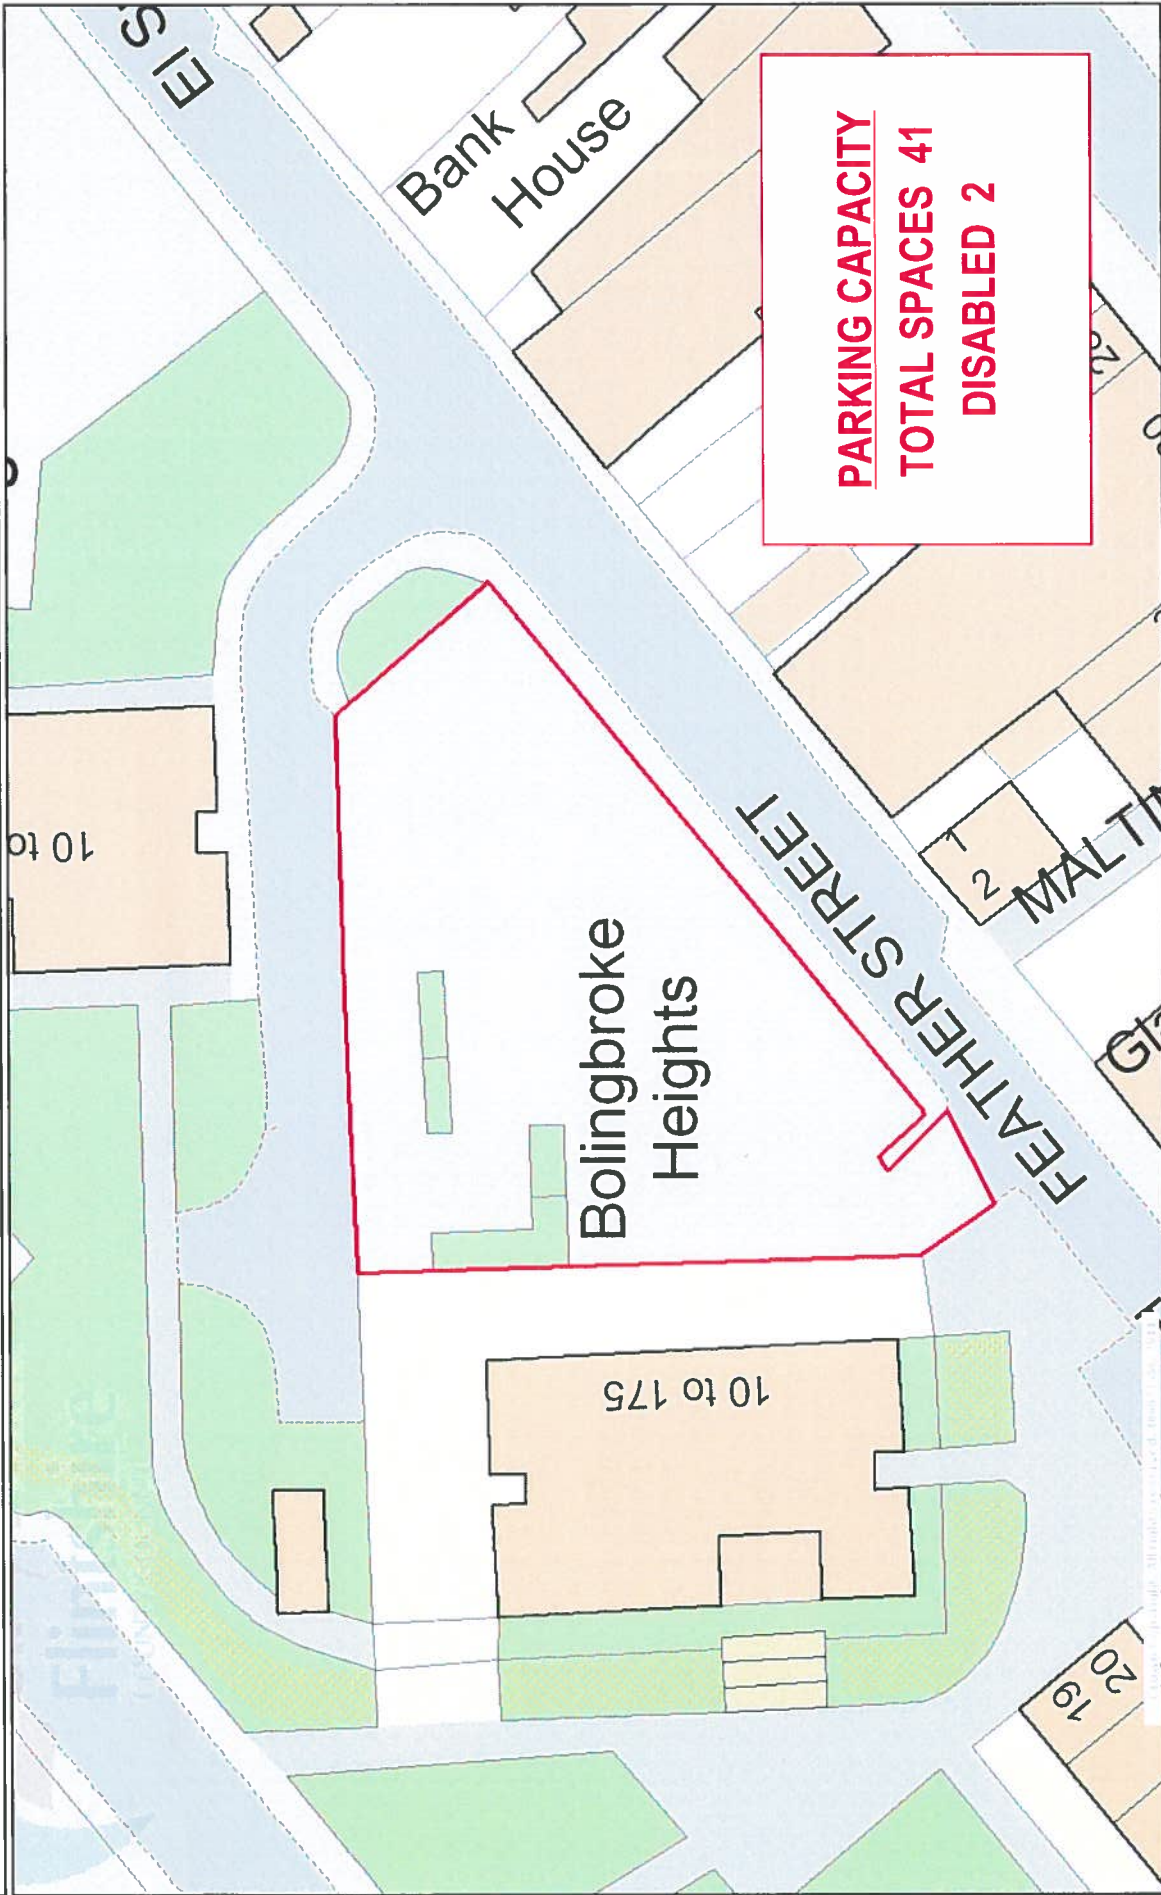 Flintshire
Bank
House
PARKING CAPACITY
TOTAL SPACES 41
DISABLED 2
10 to
Bolingbroke
Heights
FEATHER STREET
1
2
10 to 175
19
20